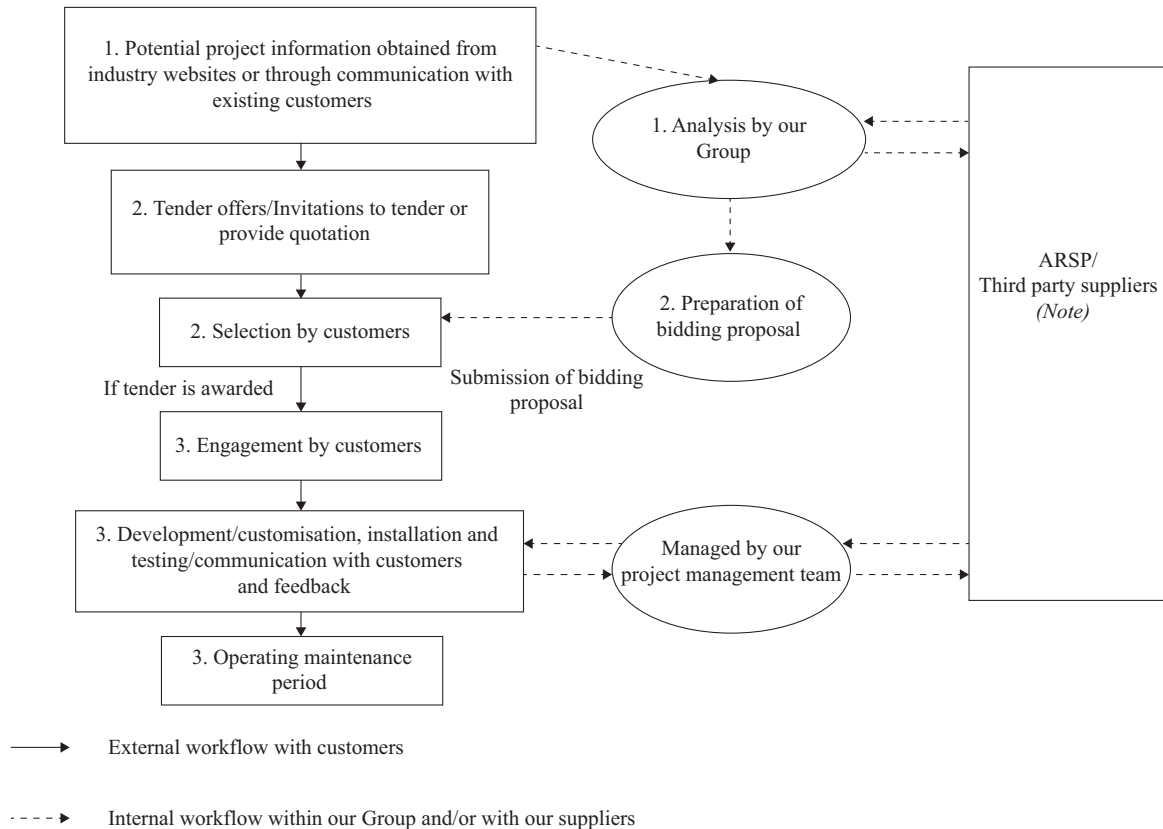 1. Potential project information obtained from
industry websites or through communication with
existing customers
1. Analysis by our
Group
2. Tender offers/Invitations to tender or
provide quotation
ARSP/
Third party suppliers
(Note)
2. Selection by customers
2. Preparation of
bidding proposal
If tender is awarded
Submission of bidding
proposal
3. Engagement by customers
3. Development/customisation, installation and
testing/communication with customers
and feedback
Managed by our
project management team
3. Operating maintenance
period
External workflow with customers
Internal workflow within our Group and/or with our suppliers